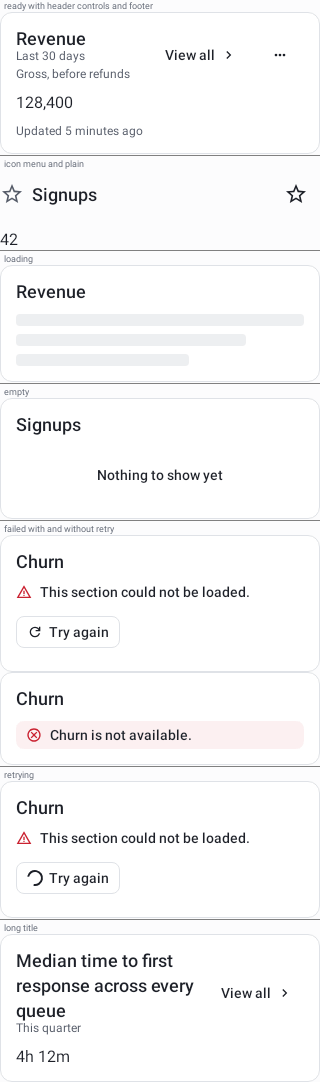 ready with header controls and footer
Revenue
Last 30 days
View all
Gross, before refunds
128,400
Updated 5 minutes ago
icon menu and plain
Signups
42
loading
Revenue
empty
Signups
Nothing to show yet
failed with and without retry
Churn
This section could not be loaded.
Try again
Churn
Churn is not available.
retrying
Churn
This section could not be loaded.
Try again
long title
Median time to first
response across every
queue
View all
This quarter
4h 12m